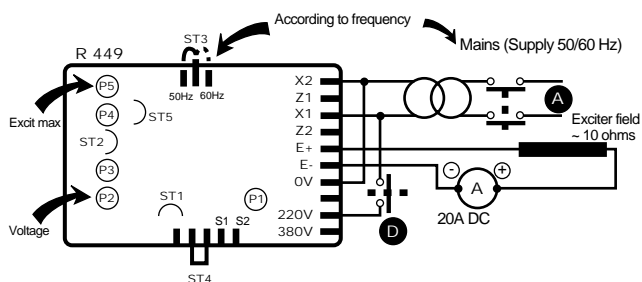 According to frequency
ST3
R 449
Mains (Supply 50/60 Hz)
P5
50Hz
60Hz
X2
Z1
A
Excit max
P4
ST5
X1
Exciter field
~ 10 ohms
ST2
Z2
E+
P3
E-
-
+
0V
A
P2
ST1
P1
20A DC
Voltage
S1
S2
220V
D
380V
ST4